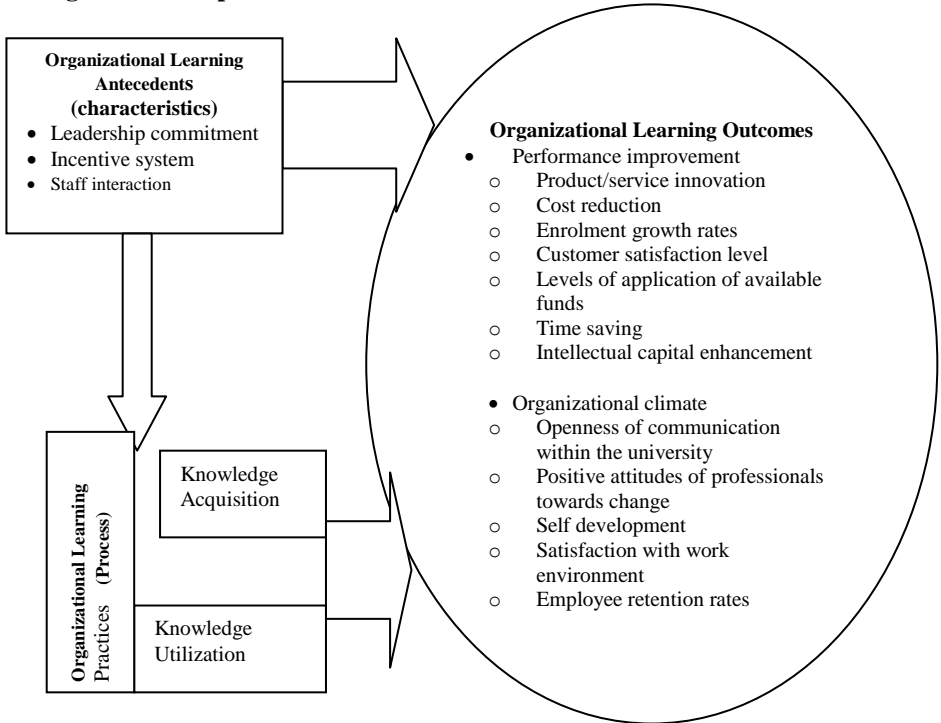 Organizational Learning
Antecedents
(characteristics)
• Leadership commitment
• Incentive system
• Staff interaction
Organizational Learning Outcomes
• Performance improvement
o Product/service innovation
o Cost reduction
o Enrolment growth rates
o Customer satisfaction level
o Levels of application of available
funds
o Time saving
o Intellectual capital enhancement
• Organizational climate
o Openness of communication
within the university
o Positive attitudes of professionals
towards change
o Self development
o Satisfaction with work
environment
o Employee retention rates
Organizational Learning
Practices (Process)
Knowledge
Acquisition
Knowledge
Utilization